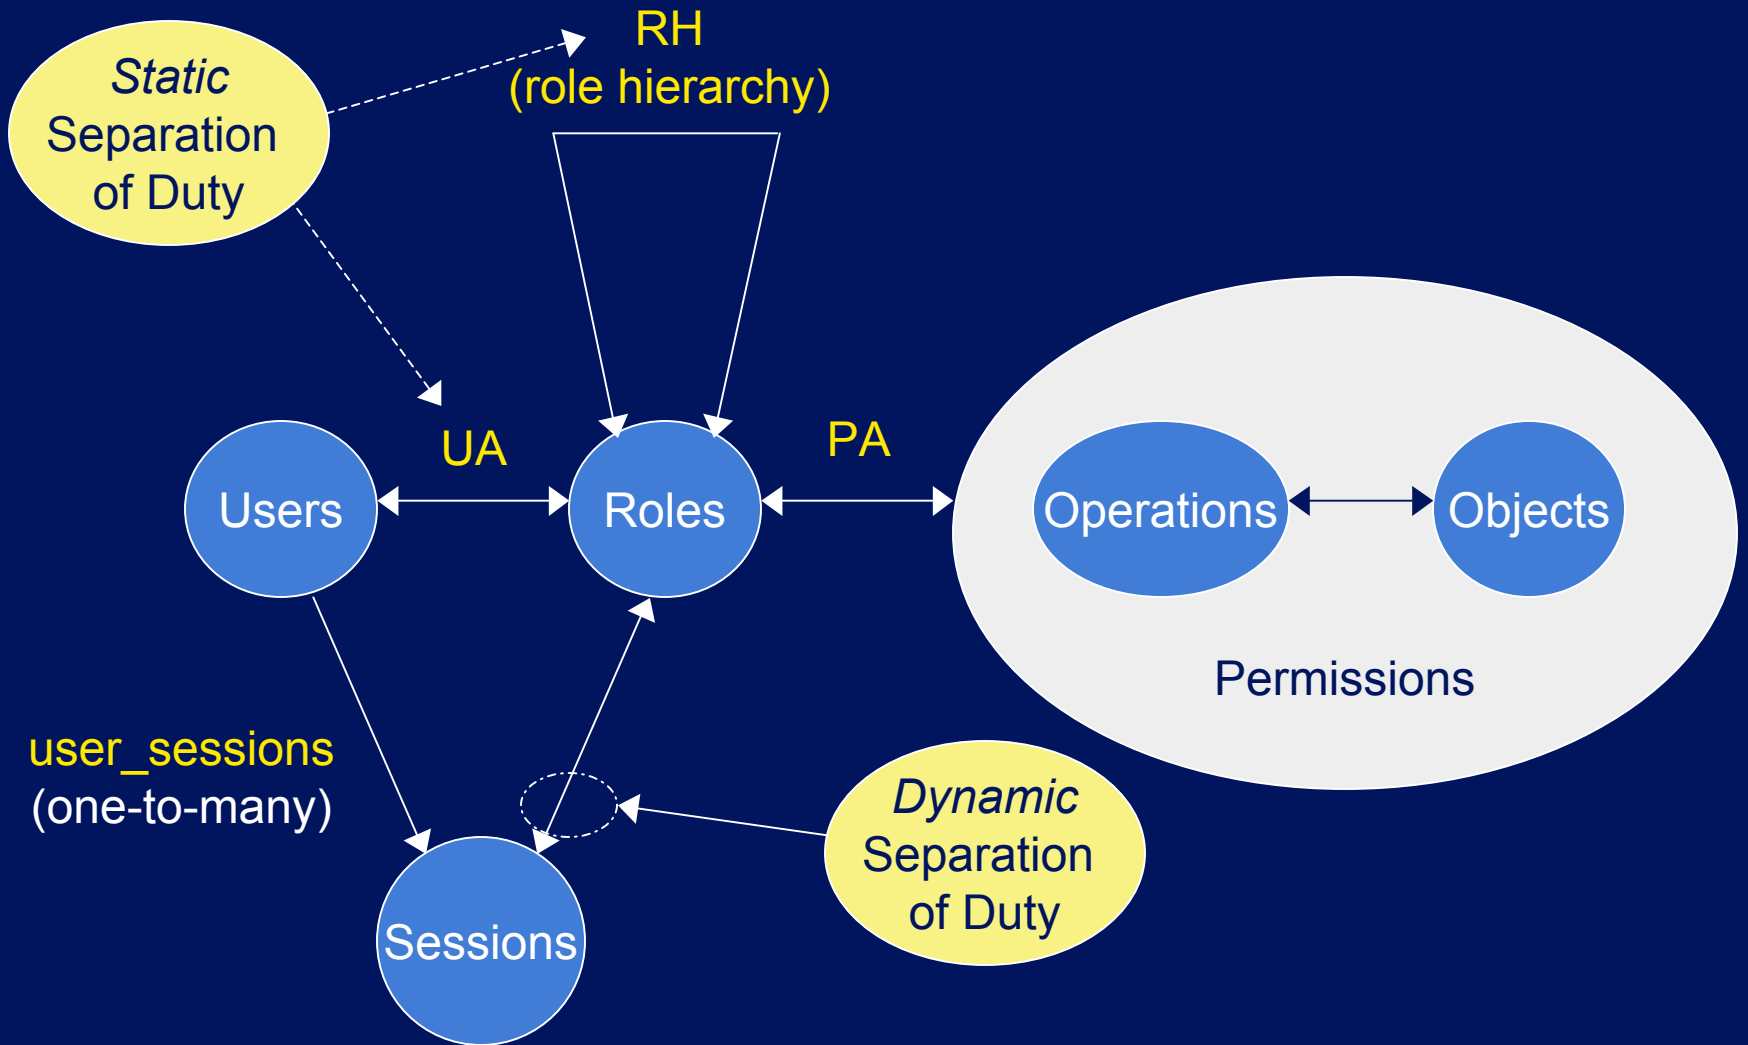 RH
(role hierarchy)
Static
Separation
of Duty
UA
PA
Users
Roles
Operations
Objects
Permissions
user_sessions
(one-to-many)
Dynamic
Separation
of Duty
Sessions